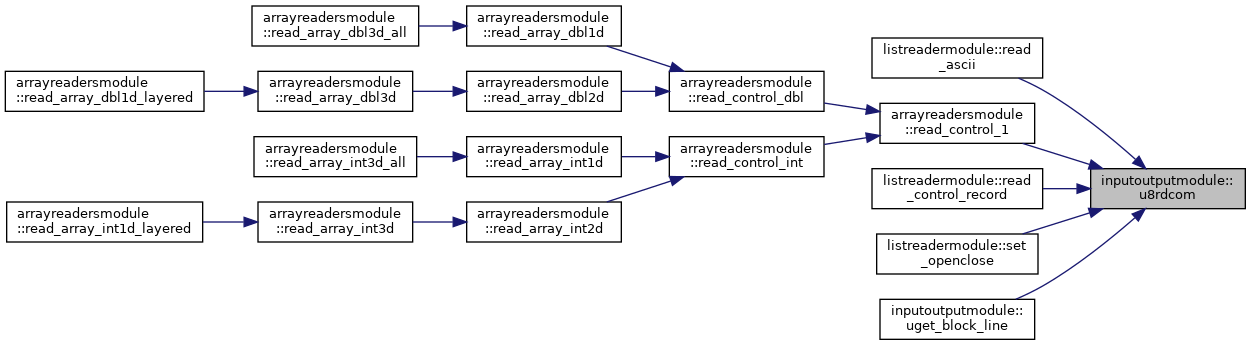 arrayreadersmodule
::read_array_dbl3d_all
arrayreadersmodule
::read_array_dbl1d
listreadermodule::read
_ascii
arrayreadersmodule
::read_array_dbl1d_layered
arrayreadersmodule
::read_array_dbl3d
arrayreadersmodule
::read_array_dbl2d
arrayreadersmodule
::read_control_dbl
arrayreadersmodule
::read_control_1
arrayreadersmodule
::read_array_int3d_all
arrayreadersmodule
::read_array_int1d
arrayreadersmodule
::read_control_int
listreadermodule::read
_control_record
inputoutputmodule::
u8rdcom
arrayreadersmodule
::read_array_int1d_layered
arrayreadersmodule
::read_array_int3d
arrayreadersmodule
::read_array_int2d
listreadermodule::set
_openclose
inputoutputmodule::
uget_block_line